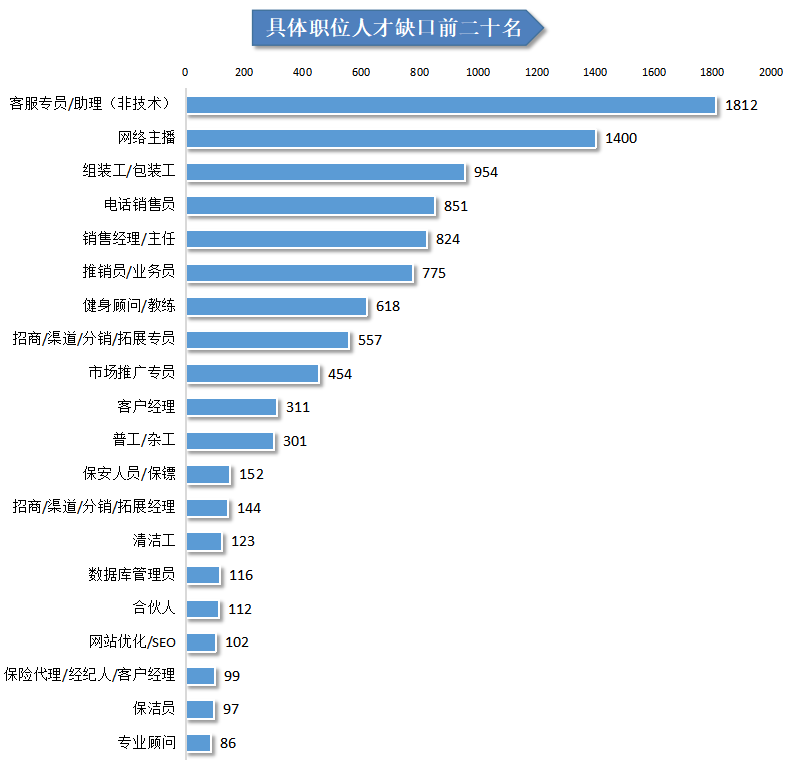 具体职位人才缺口前二十名
0 200 400 600 800 1000 1200 1400 1600 1800 2000
客服专员/助理（非技术） 1812
网络主播 1400
组装工/包装工 954
电话销售员 851
销售经理/主任 824
推销员/业务员 775
健身顾问/教练 618
招商/渠道/分销/拓展专员 557
市场推广专员 454
客户经理 311
普工/杂工 301
保安人员/保镖 152
招商/渠道/分销/拓展经理 144
清洁工 123
数据库管理员 116
合伙人 112
网站优化/SEO 102
保险代理/经纪人/客户经理 99
保洁员 97
专业顾问 86